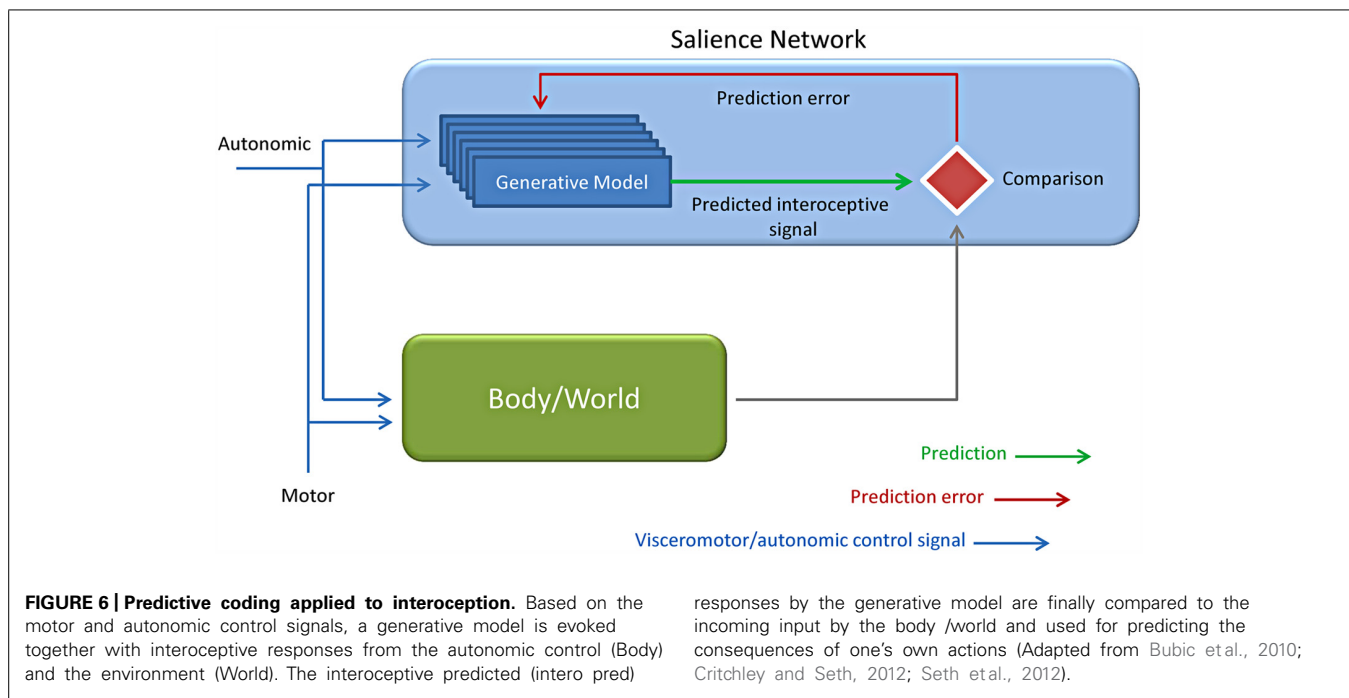 Salience Network
Prediction error
Autonomic
Generative Model
Comparison
Predicted interoceptive
signal
Body/World
Motor
Prediction
Prediction error
Visceromotor/autonomic control signal
FIGURE 6 | Predictive coding applied to interoception. Based on the
motor and autonomic control signals, a generative model is evoked
together with interoceptive responses from the autonomic control (Body)
and the environment (World). The interoceptive predicted (intero pred)
responses by the generative model are finally compared to the
incoming input by the body /world and used for predicting the
consequences of one's own actions (Adapted from Bubic et al., 2010;
Critchley and Seth, 2012; Seth et al., 2012).